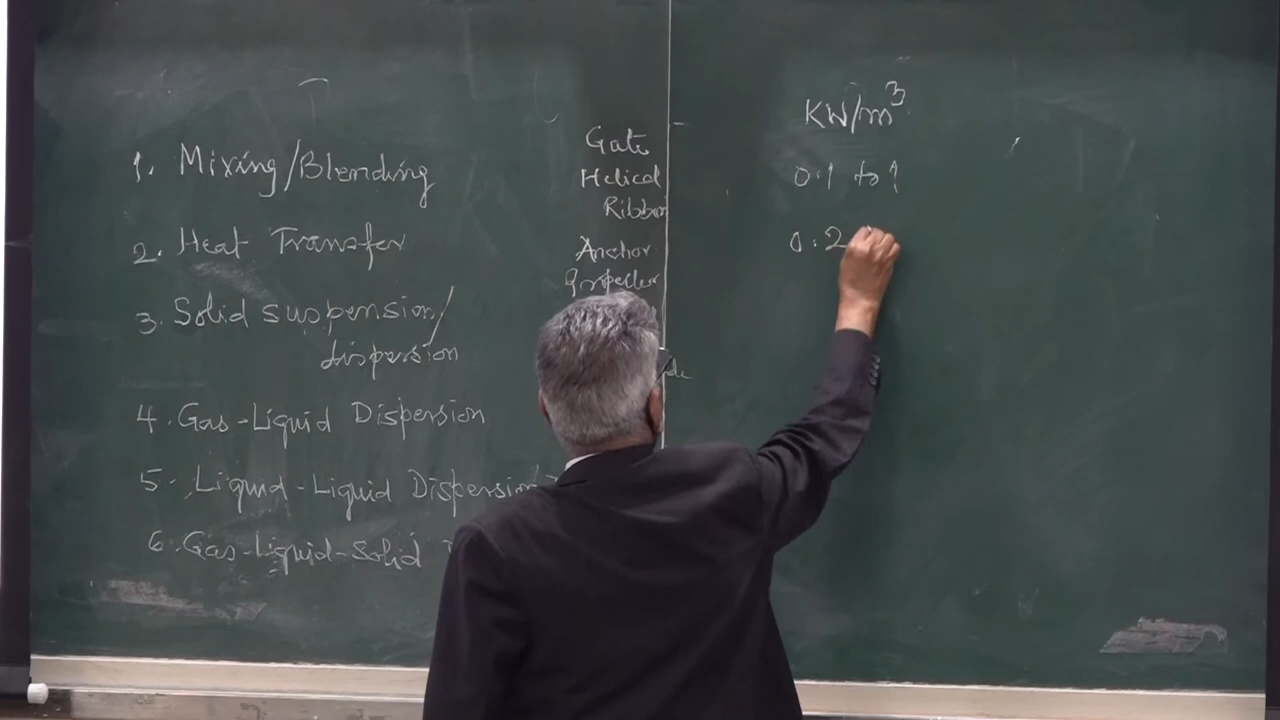 1. Mixing/Blending
2. Heat Transfer
3. Solid suspension/
dispersion
4. Gas-Liquid Dispersion
5. Liquid-Liquid Dispersion
6. Gas-Liquid-Solid
Gate
Helical
Ribbon
Anchor
Propeller
KW/m³
0.1 to 1
0.2